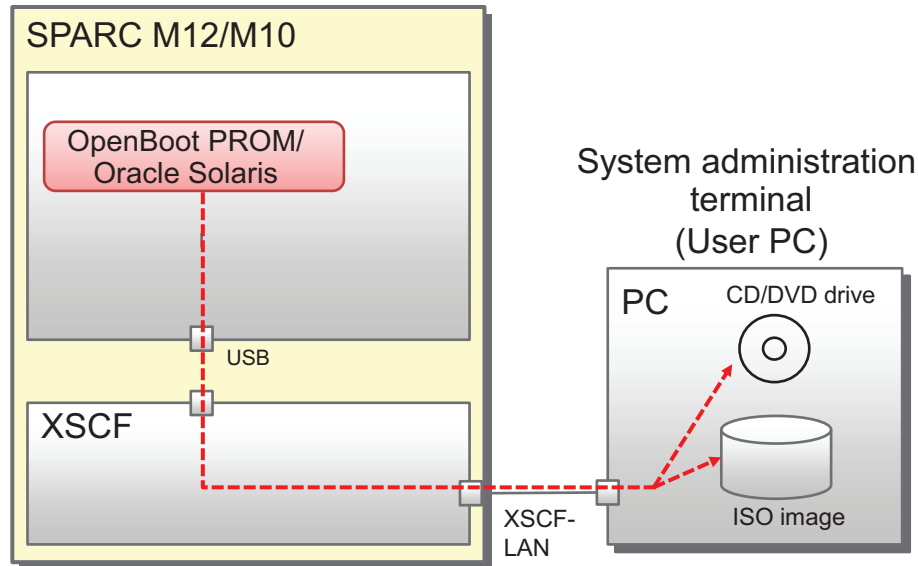 SPARC M12/M10
OpenBoot PROM/
Oracle Solaris
USB
XSCF
XSCF-
LAN
System administration
terminal
(User PC)
PC
CD/DVD drive
ISO image